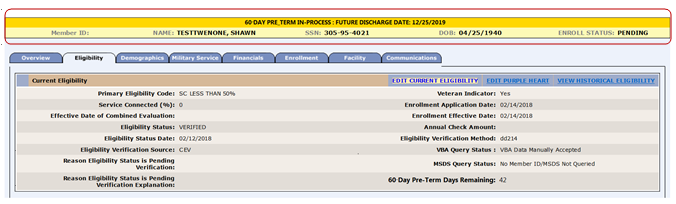 60 DAY PRE_TERM IN-PROCESS : FUTURE DISCHARGE DATE: 12/25/2019
Member ID: NAME: TESTTWENONE, SHAWN SSN: 305-95-4021 DOB: 04/25/1940 ENROLL STATUS: PENDING
Overview Eligibility Demographics Military Service Financials Enrollment Facility Communications
Current Eligibility EDIT CURRENT ELIGIBILITY EDIT PURPLE HEART VIEW HISTORICAL ELIGIBILITY
Primary Eligibility Code: SC LESS THAN 50% Veteran Indicator: Yes
Service Connected (%): 0 Enrollment Application Date: 02/14/2018
Effective Date of Combined Evaluation: Enrollment Effective Date: 02/14/2018
Eligibility Status: VERIFIED Annual Check Amount:
Eligibility Status Date: 02/12/2018 Eligibility Verification Method: dd214
Eligibility Verification Source: CEV VBA Query Status : VBA Data Manually Accepted
Reason Eligibility Status is Pending
Verification: MSDS Query Status: No Member ID/MSDS Not Queried
Reason Eligibility Status is Pending
Verification Explanation: 60 Day Pre-Term Days Remaining: 42